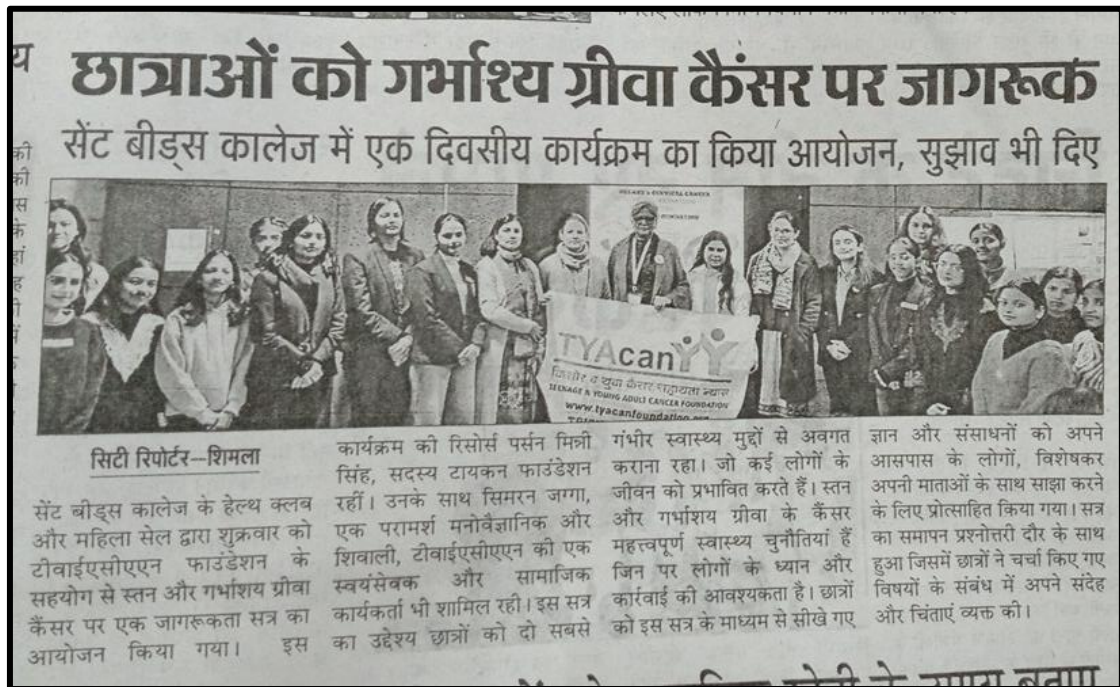 छात्राओं को गर्भाश्य ग्रीवा कैंसर पर जागरूक
सेंट बीड्स कालेज में एक दिवसीय कार्यक्रम का किया आयोजन, सुझाव भी दिए
TYAcan
किशोर व युवा कैंसर सहायता न्यास
TEENAGE & YOUNG ADULT CANCER FOUNDATION
www.tyacanfoundation.org
सिटी रिपोर्टर–शिमला
सेंट बीड्स कालेज के हेल्थ क्लब
और महिला सेल द्वारा शुक्रवार को
टीवाईएसीएएन फाउंडेशन के
सहयोग से स्तन और गर्भाशय ग्रीवा
कैंसर पर एक जागरूकता सत्र का
आयोजन किया गया। इस
कार्यक्रम की रिसोर्स पर्सन मिन्नी
सिंह, सदस्य टायकन फाउंडेशन
रहीं। उनके साथ सिमरन जग्गा,
एक परामर्श मनोवैज्ञानिक और
शिवाली, टीवाईएसीएएन की एक
स्वयंसेवक और सामाजिक
कार्यकर्ता भी शामिल रही। इस सत्र
का उद्देश्य छात्रों को दो सबसे
गंभीर स्वास्थ्य मुद्दों से अवगत
कराना रहा। जो कई लोगों के
जीवन को प्रभावित करते हैं। स्तन
और गर्भाशय ग्रीवा के कैंसर
महत्त्वपूर्ण स्वास्थ्य चुनौतियां हैं
जिन पर लोगों के ध्यान और
कार्रवाई की आवश्यकता है। छात्रों
को इस सत्र के माध्यम से सीखे गए
ज्ञान और संसाधनों को अपने
आसपास के लोगों, विशेषकर
अपनी माताओं के साथ साझा करने
के लिए प्रोत्साहित किया गया। सत्र
का समापन प्रश्नोत्तरी दौर के साथ
हुआ जिसमें छात्रों ने चर्चा किए गए
विषयों के संबंध में अपने संदेह
और चिंताएं व्यक्त की।